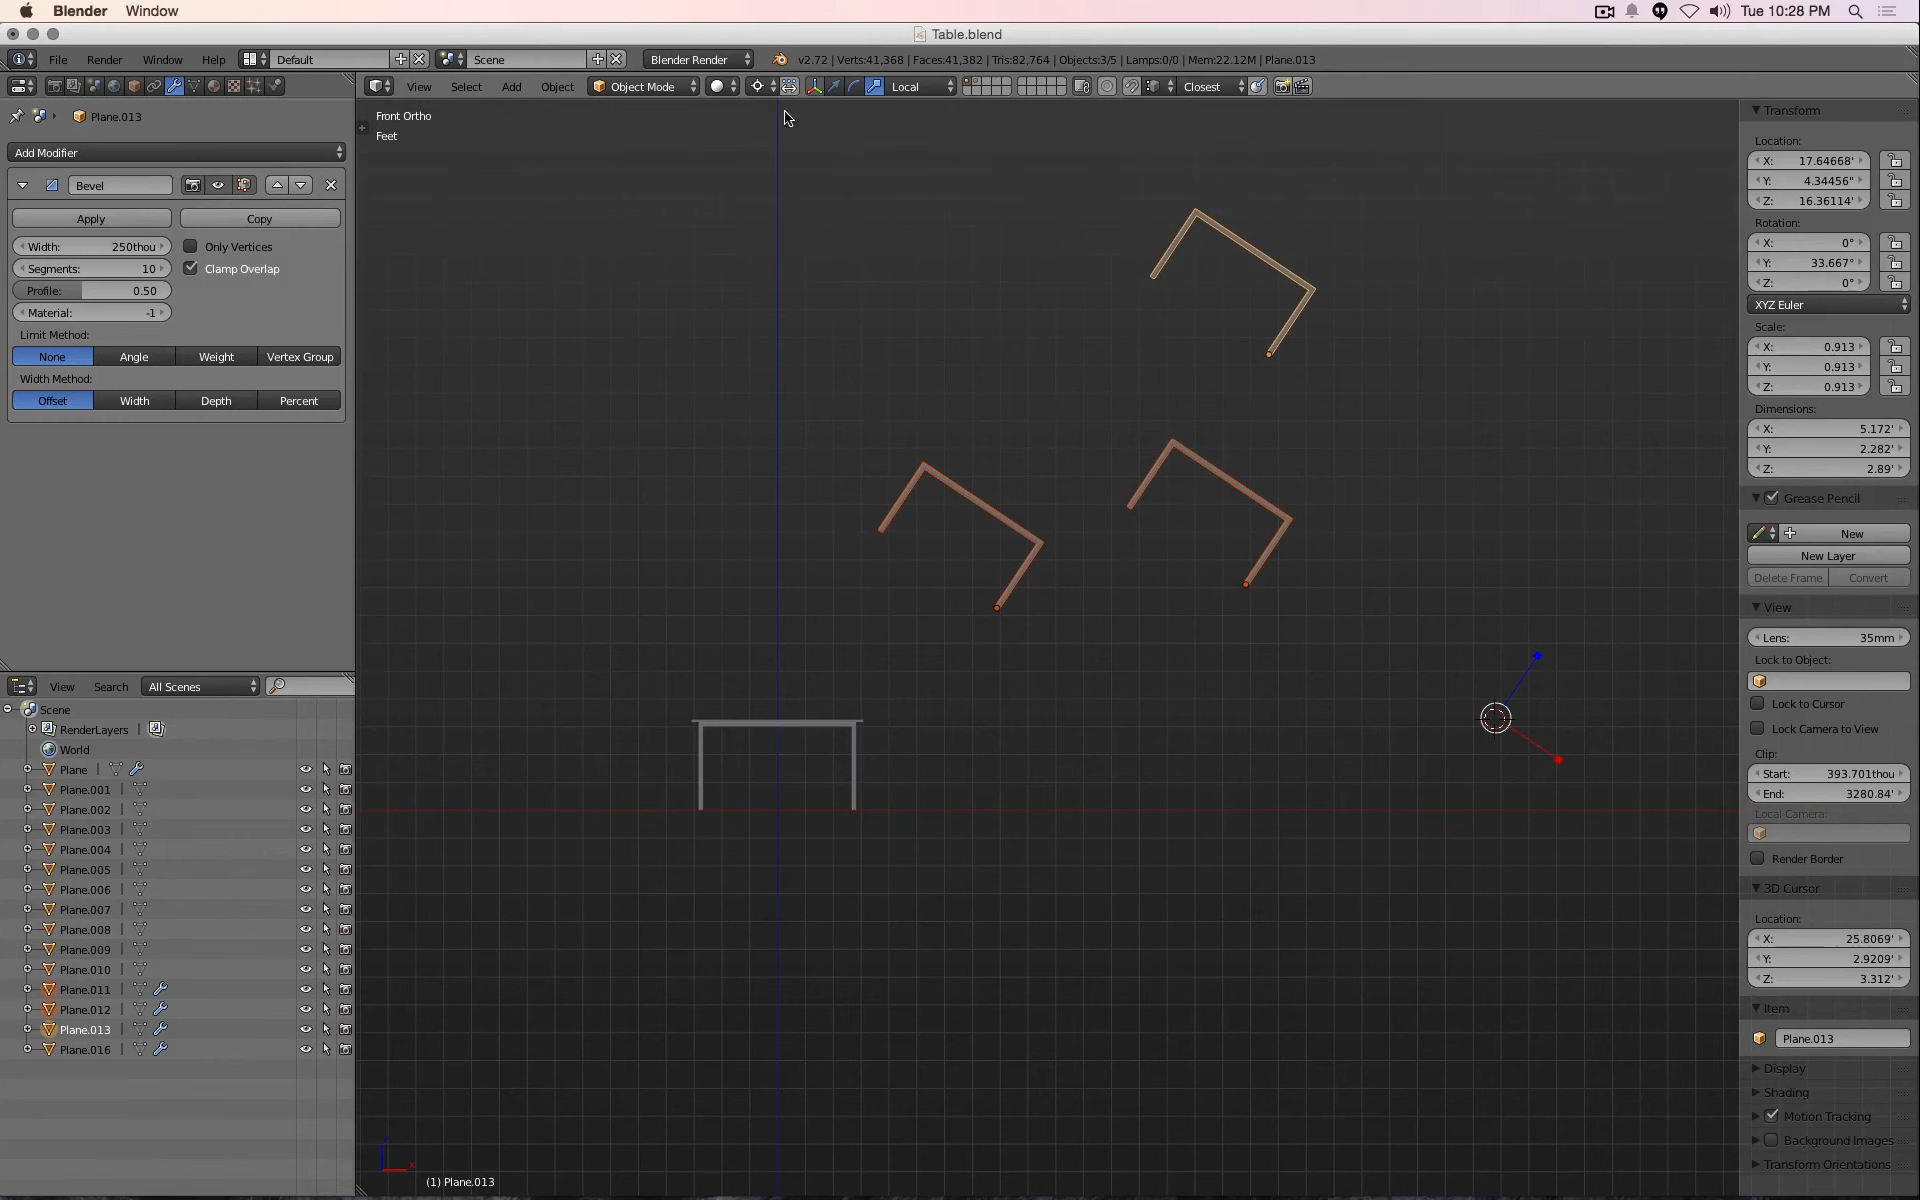 Blender Window Tue 10:28 PM
Table.blend
File Render Window Help Default Scene Blender Render v2.72 | Verts:41,368 | Faces:41,382 | Tris:82,764 | Objects:3/5 | Lamps:0/0 | Mem:22.12M | Plane.013
View Select Add Object Object Mode Local Closest
Plane.013
Add Modifier
Bevel
Apply Copy
Width: 250thou Only Vertices
Segments: 10 Clamp Overlap
Profile: 0.50
Material: -1
Limit Method:
None Angle Weight Vertex Group
Width Method:
Offset Width Depth Percent
View Search All Scenes
Scene
RenderLayers |
World
Plane |
Plane.001 |
Plane.002 |
Plane.003 |
Plane.004 |
Plane.005 |
Plane.006 |
Plane.007 |
Plane.008 |
Plane.009 |
Plane.010 |
Plane.011 |
Plane.012 |
Plane.013 |
Plane.016 |
Front Ortho
Feet
x
(1) Plane.013
Transform
Location:
X: 17.64668'
Y: 4.34456"
Z: 16.36114'
Rotation:
X: 0°
Y: 33.667°
Z: 0°
XYZ Euler
Scale:
X: 0.913
Y: 0.913
Z: 0.913
Dimensions:
X: 5.172'
Y: 2.282'
Z: 2.89'
Grease Pencil
New
New Layer
Delete Frame Convert
View
Lens: 35mm
Lock to Object:
Lock to Cursor
Lock Camera to View
Clip:
Start: 393.701thou
End: 3280.84'
Local Camera:
Render Border
3D Cursor
Location:
X: 25.8069'
Y: 2.9209'
Z: 3.312'
Item
Plane.013
Display
Shading
Motion Tracking
Background Images
Transform Orientations